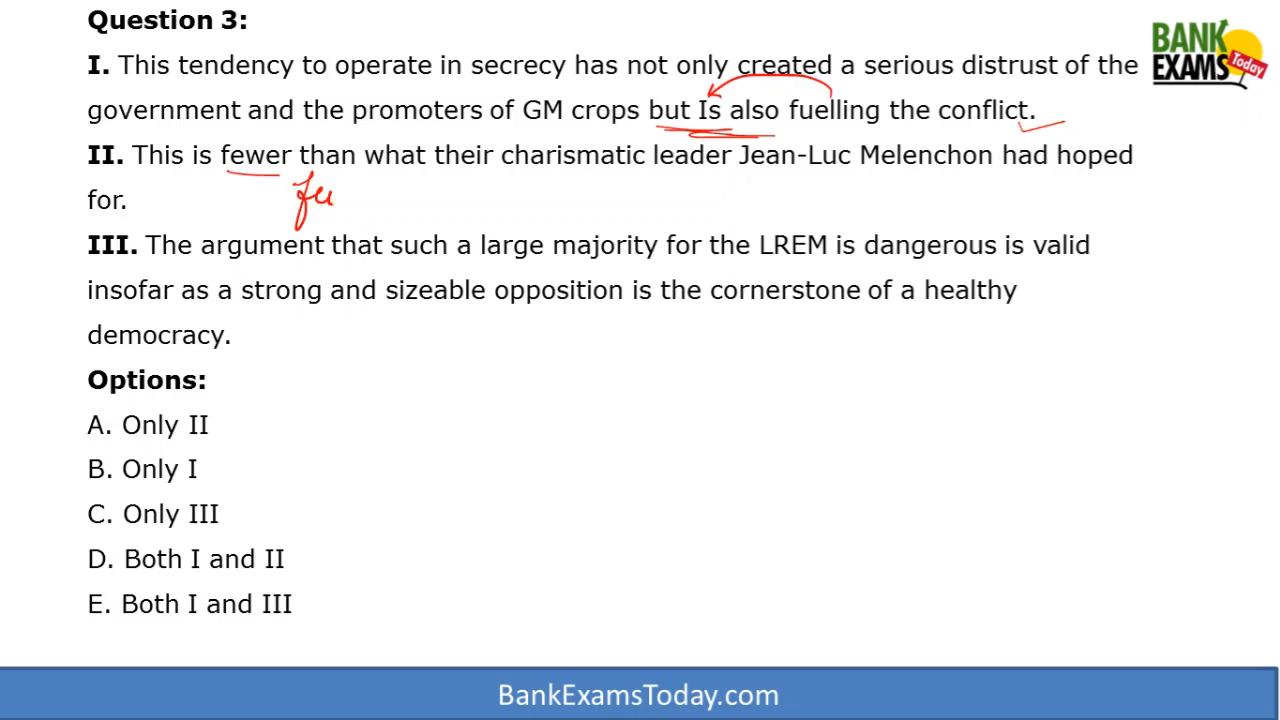 Question 3:
BANK
EXAMS
Today
I. This tendency to operate in secrecy has not only created a serious distrust of the
government and the promoters of GM crops but Is also fuelling the conflict.
II. This is fewer than what their charismatic leader Jean-Luc Melenchon had hoped
for.
III. The argument that such a large majority for the LREM is dangerous is valid
insofar as a strong and sizeable opposition is the cornerstone of a healthy
democracy.
Options:
A. Only II
B. Only I
C. Only III
D. Both I and II
E. Both I and III
BankExamsToday.com